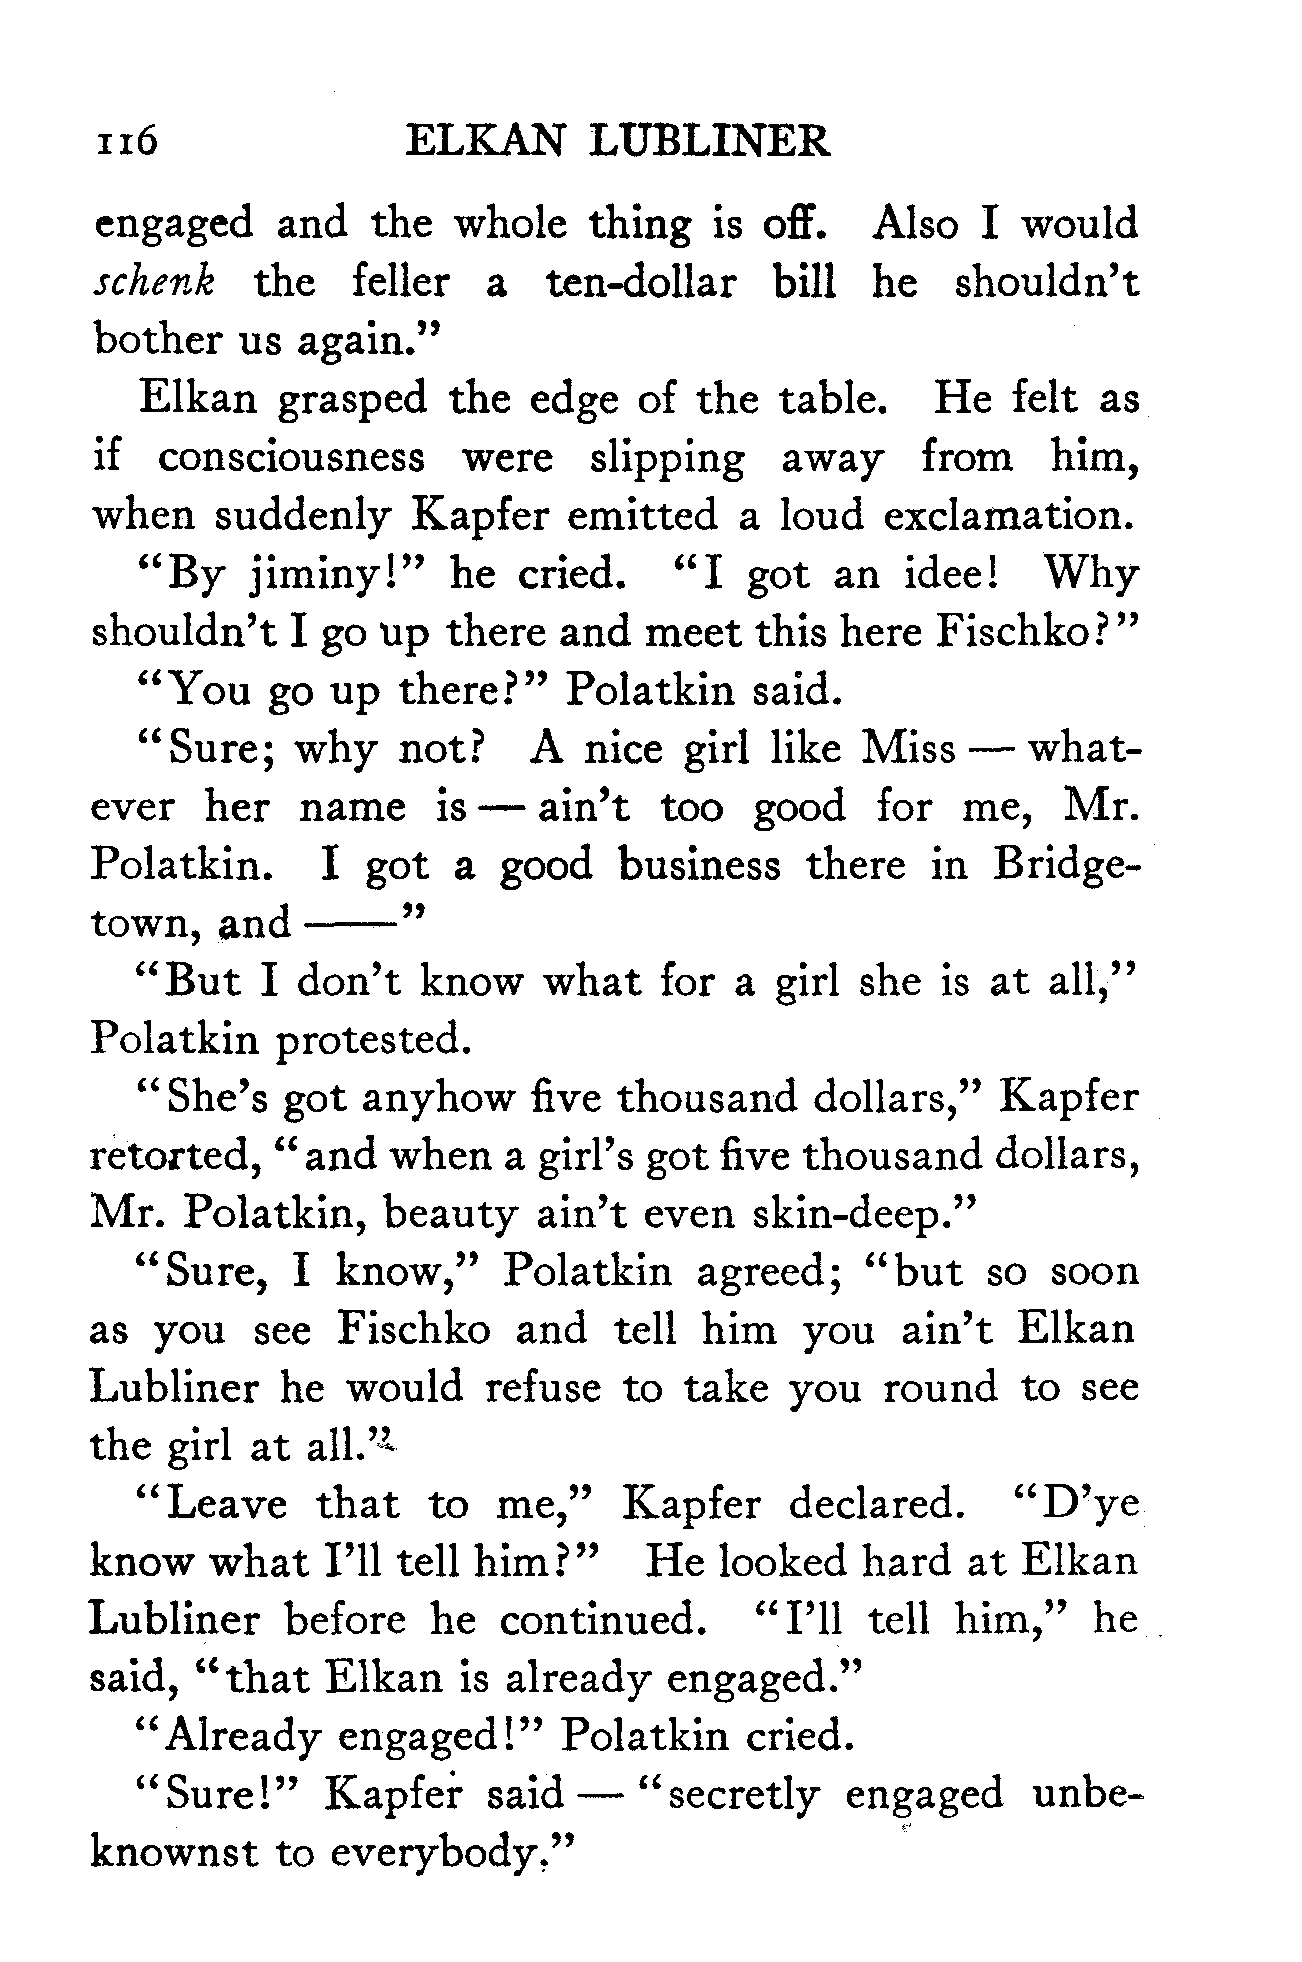 116 ELKAN LUBLINER
engaged and the whole thing is off. Also I would
schenk the feller a ten-dollar bill he shouldn't
bother us again."
Elkan grasped the edge of the table. He felt as
if consciousness were slipping away from him,
when suddenly Kapfer emitted a loud exclamation.
"By jiminy!" he cried. "I got an idee! Why
shouldn't I go up there and meet this here Fischko?"
"You go up there?" Polatkin said.
"Sure; why not? A nice girl like Miss — what-
ever her name is — ain't too good for me, Mr.
Polatkin. I got a good business there in Bridge-
town, and ——"
"But I don't know what for a girl she is at all,"
Polatkin protested.
"She's got anyhow five thousand dollars," Kapfer
retorted, "and when a girl's got five thousand dollars,
Mr. Polatkin, beauty ain't even skin-deep."
"Sure, I know," Polatkin agreed; "but so soon
as you see Fischko and tell him you ain't Elkan
Lubliner he would refuse to take you round to see
the girl at all."
"Leave that to me," Kapfer declared. "D'ye
know what I'll tell him?" He looked hard at Elkan
Lubliner before he continued. "I'll tell him," he
said, "that Elkan is already engaged."
"Already engaged!" Polatkin cried.
"Sure!" Kapfer said — "secretly engaged unbe-
knownst to everybody."